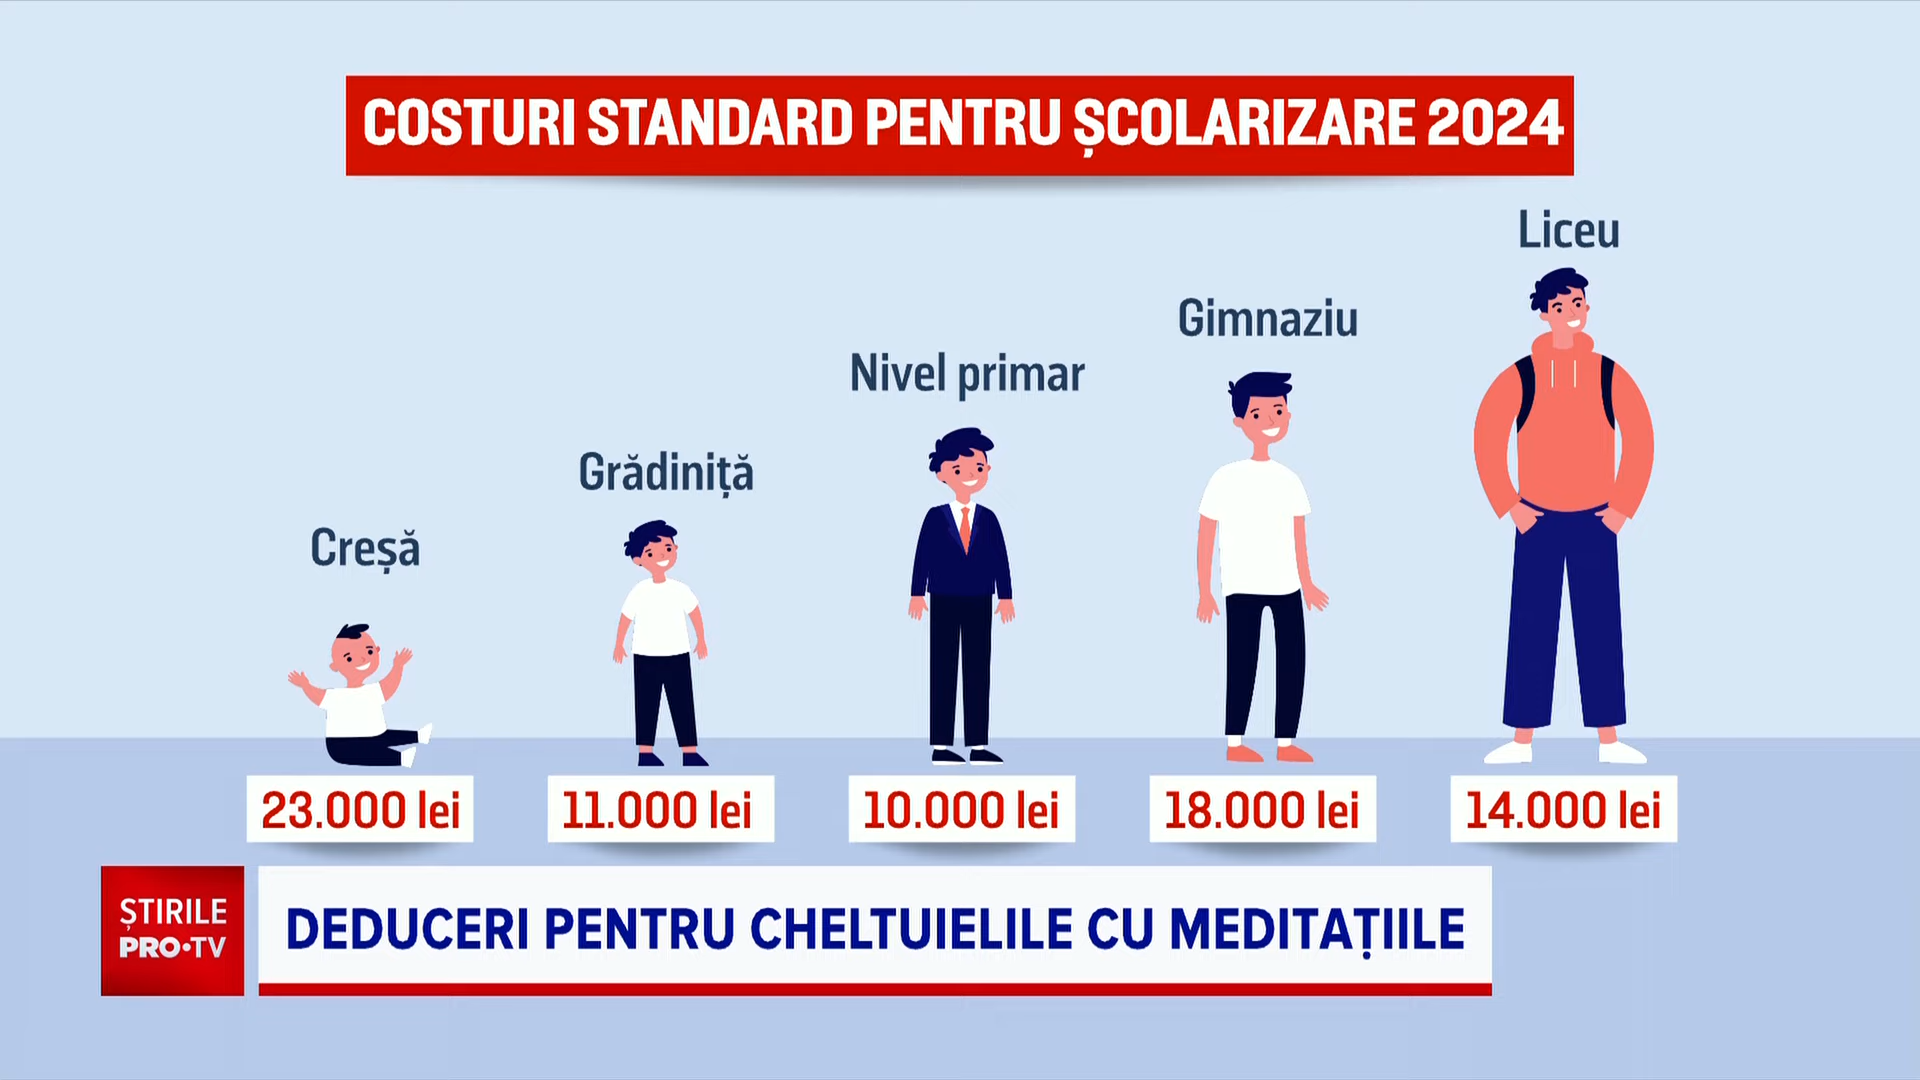 COSTURI STANDARD PENTRU ȘCOLARIZARE 2024
Creșă
Grădiniță
Nivel primar
Gimnaziu
Liceu
23.000 lei
11.000 lei
10.000 lei
18.000 lei
14.000 lei
ȘTIRILE
PRO•TV
DEDUCERI PENTRU CHELTUIELILE CU MEDITAȚIILE